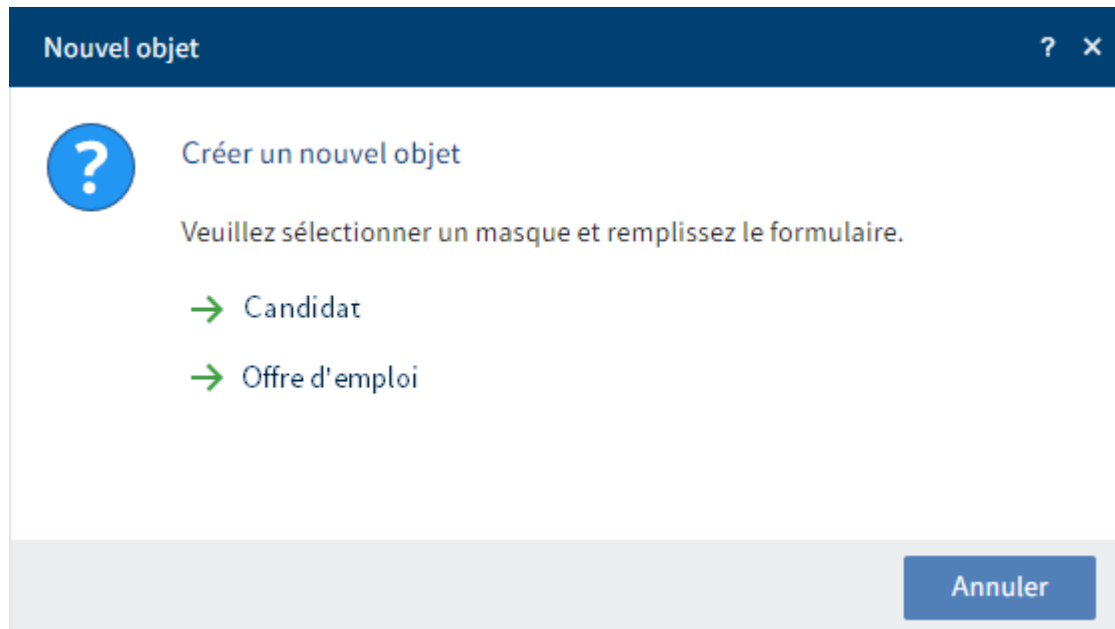 Nouvel objet ? ×
?
Créer un nouvel objet
Veuillez sélectionner un masque et remplissez le formulaire.
→ Candidat
→ Offre d'emploi
Annuler